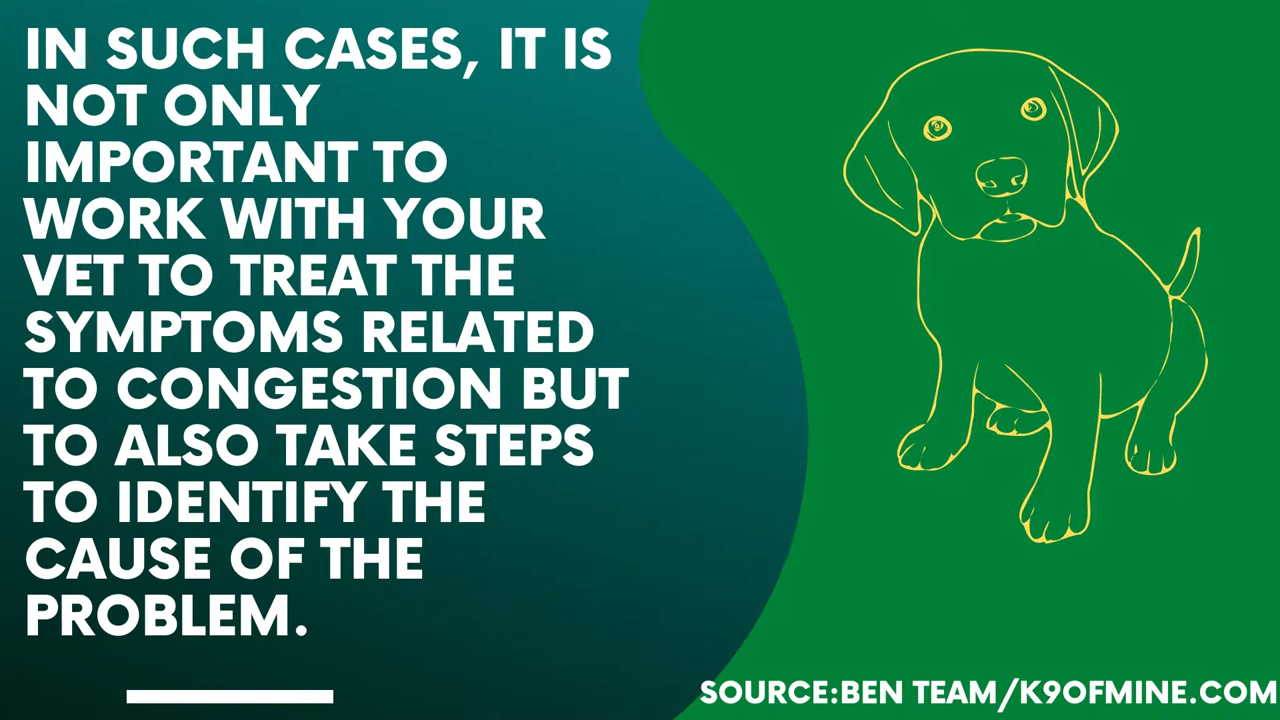 IN SUCH CASES, IT IS
NOT ONLY
IMPORTANT TO
WORK WITH YOUR
VET TO TREAT THE
SYMPTOMS RELATED
TO CONGESTION BUT
TO ALSO TAKE STEPS
TO IDENTIFY THE
CAUSE OF THE
PROBLEM.
SOURCE:BEN TEAM/K9OFMINE.COM